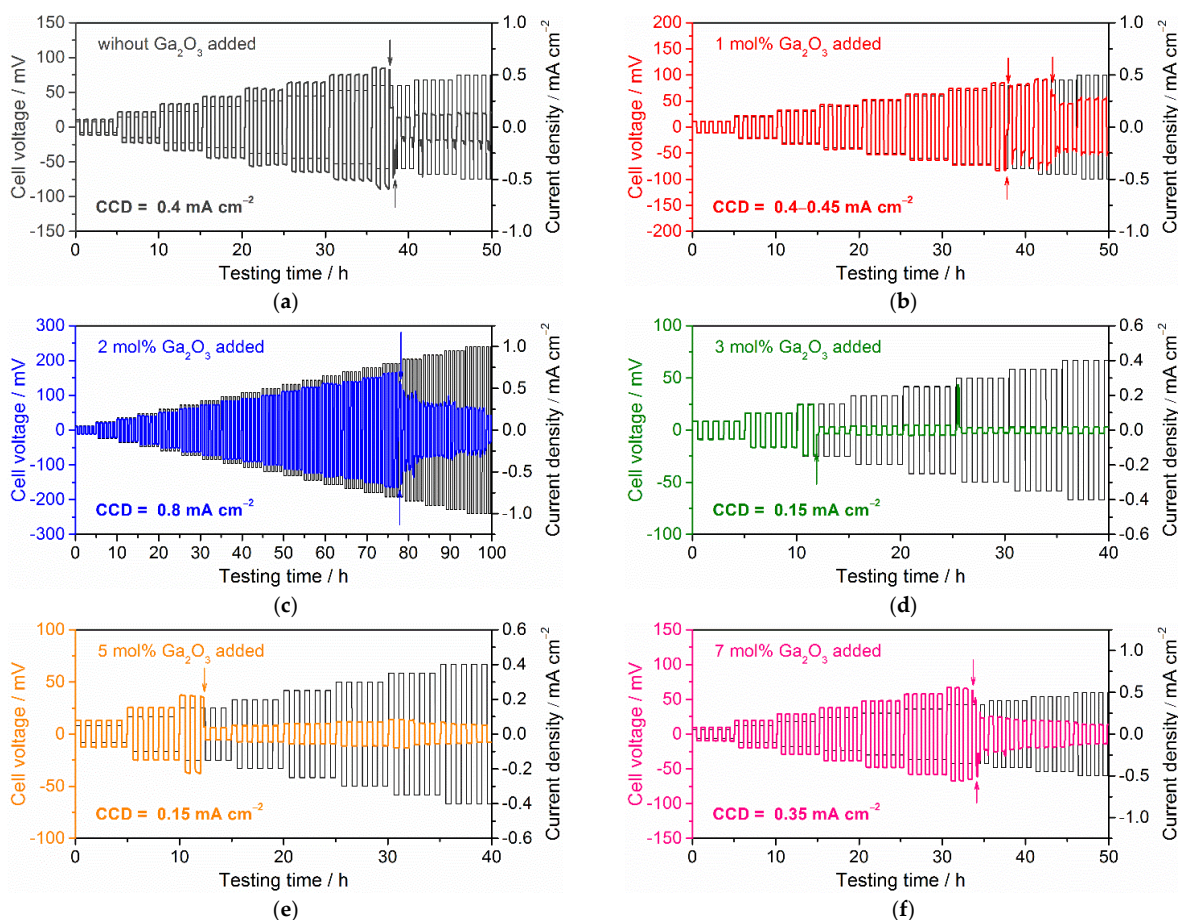 wihout Ga₂O₃ added
CCD = 0.4 mA cm⁻²
Cell voltage / mV
150
100
50
0
-50
-100
-150
Current density / mA cm⁻²
1.0
0.5
0.0
-0.5
-1.0
0 10 20 30 40 50
Testing time / h
(a)
1 mol% Ga₂O₃ added
CCD = 0.4–0.45 mA cm⁻²
Cell voltage / mV
200
150
100
50
0
-50
-100
-150
-200
Current density / mA cm⁻²
1.0
0.5
0.0
-0.5
-1.0
0 10 20 30 40 50
Testing time / h
(b)
2 mol% Ga₂O₃ added
CCD = 0.8 mA cm⁻²
Cell voltage / mV
300
200
100
0
-100
-200
-300
Current density / mA cm⁻²
1.0
0.5
0.0
-0.5
-1.0
0 5 10 15 20 25 30 35 40 45 50 55 60 65 70 75 80 85 90 95 100
Testing time / h
(c)
3 mol% Ga₂O₃ added
CCD = 0.15 mA cm⁻²
Cell voltage / mV
100
50
0
-50
-100
Current density / mA cm⁻²
0.6
0.4
0.2
0.0
-0.2
-0.4
-0.6
0 10 20 30 40
Testing time / h
(d)
5 mol% Ga₂O₃ added
CCD = 0.15 mA cm⁻²
Cell voltage / mV
100
50
0
-50
-100
Current density / mA cm⁻²
0.6
0.4
0.2
0.0
-0.2
-0.4
-0.6
0 10 20 30 40
Testing time / h
(e)
7 mol% Ga₂O₃ added
CCD = 0.35 mA cm⁻²
Cell voltage / mV
150
100
50
0
-50
-100
-150
Current density / mA cm⁻²
1.0
0.5
0.0
-0.5
-1.0
0 10 20 30 40 50
Testing time / h
(f)